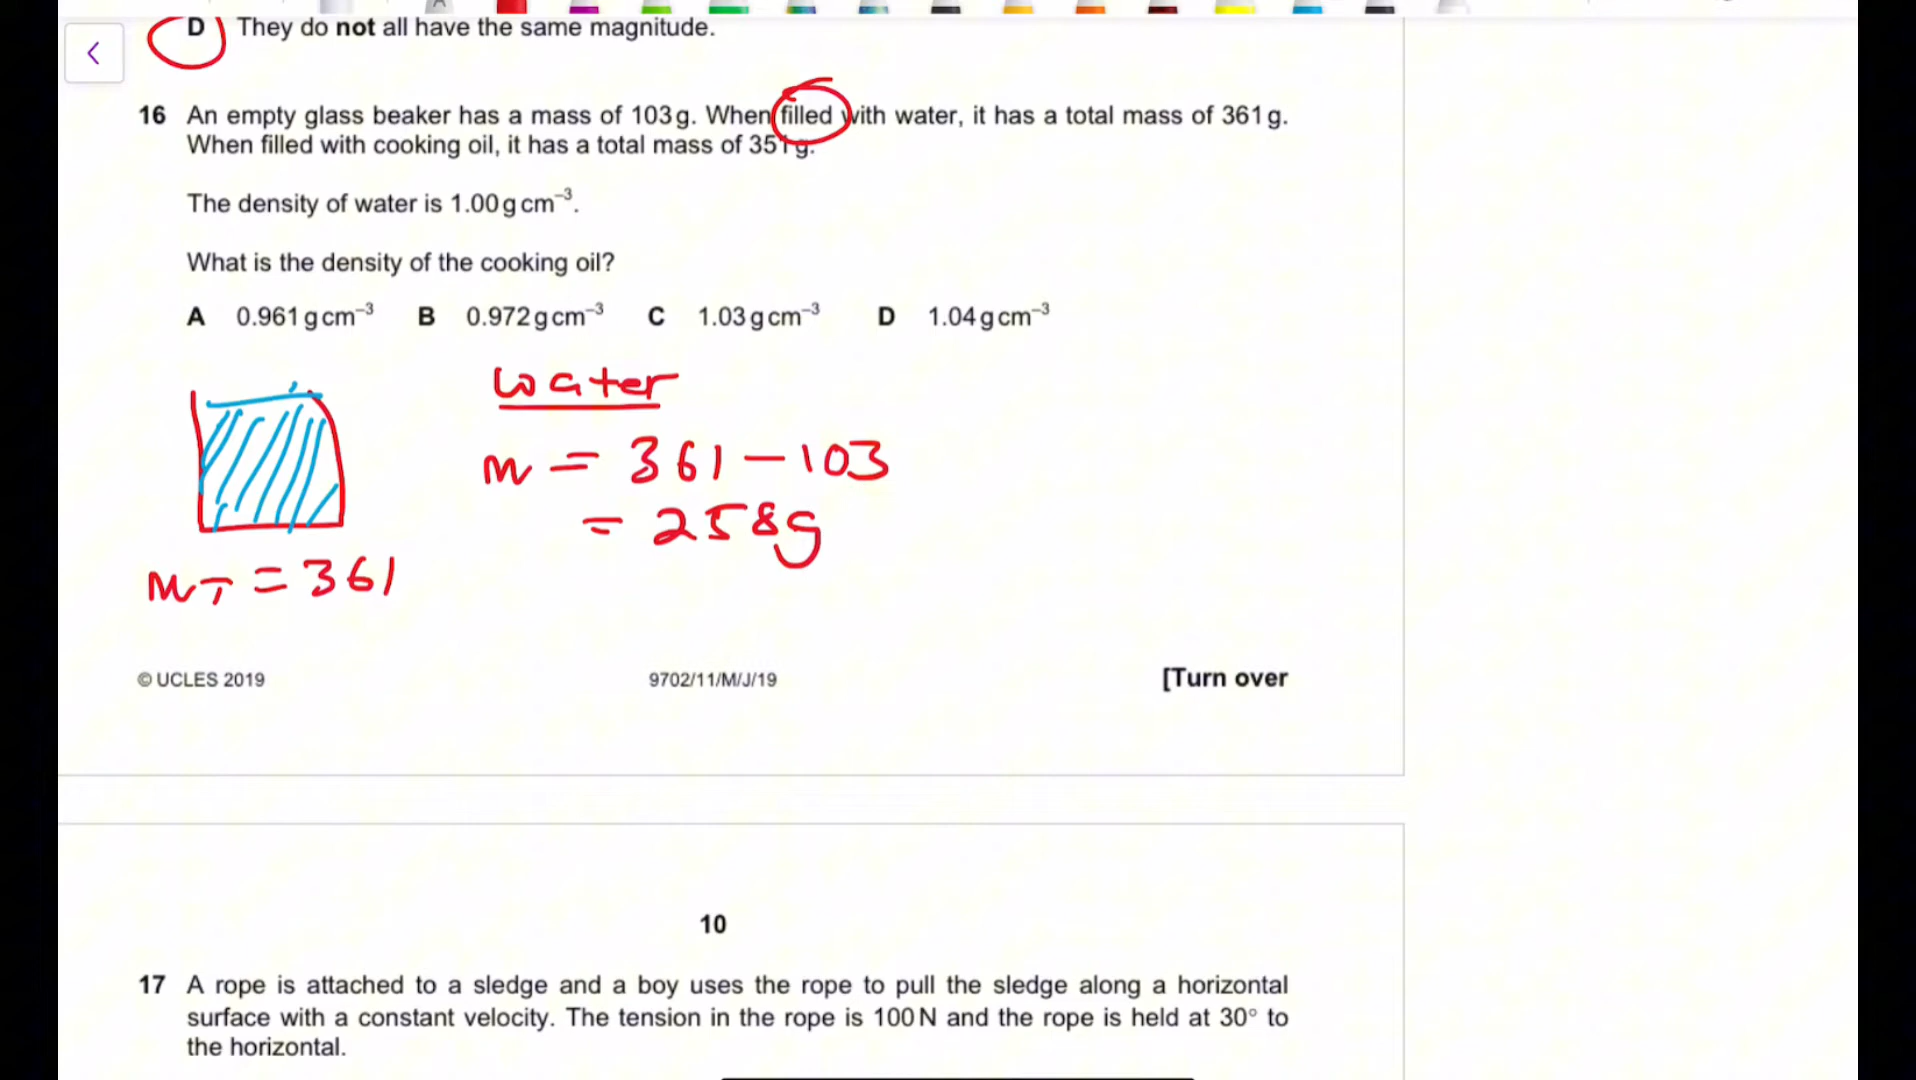 D They do not all have the same magnitude.
16 An empty glass beaker has a mass of 103 g. When filled with water, it has a total mass of 361 g.
When filled with cooking oil, it has a total mass of 351 g.
The density of water is 1.00 g cm⁻³.
What is the density of the cooking oil?
A 0.961 g cm⁻³ B 0.972 g cm⁻³ C 1.03 g cm⁻³ D 1.04 g cm⁻³
water
m = 361 - 103
= 258g
mT = 361
© UCLES 2019 9702/11/M/J/19 [Turn over
10
17 A rope is attached to a sledge and a boy uses the rope to pull the sledge along a horizontal
surface with a constant velocity. The tension in the rope is 100 N and the rope is held at 30° to
the horizontal.